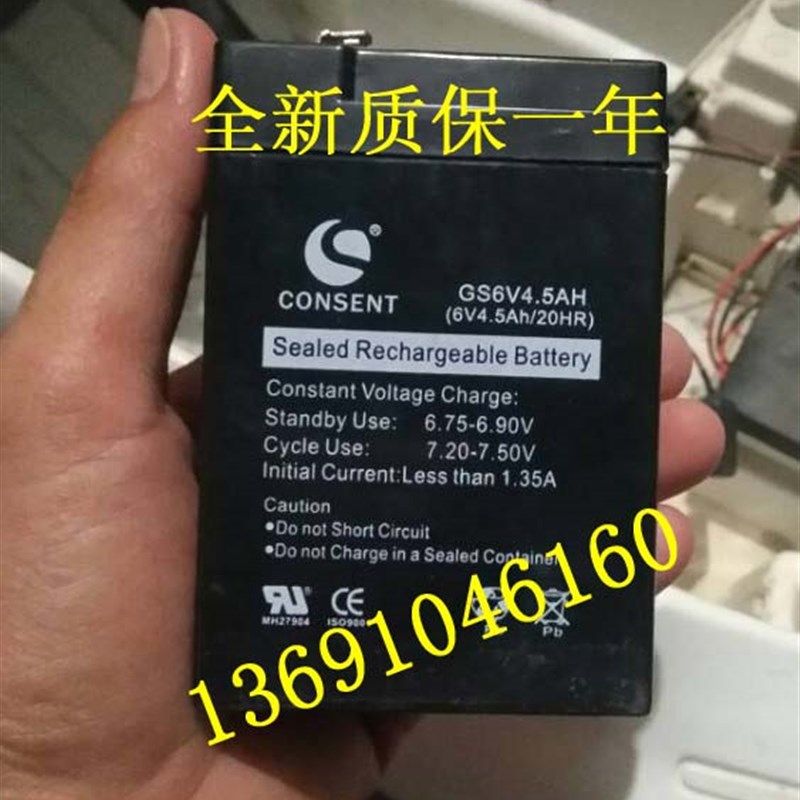 全新质保一年
CONSENT
GS6V4.5AH
(6V4.5Ah/20HR)
Sealed Rechargeable Battery
Constant Voltage Charge:
Standby Use: 6.75-6.90V
Cycle Use: 7.20-7.50V
Initial Current:Less than 1.35A
Caution
•Do not Short Circuit
•Do not Charge in a Sealed Container
MH27904
ISO900
Pb
13691046160